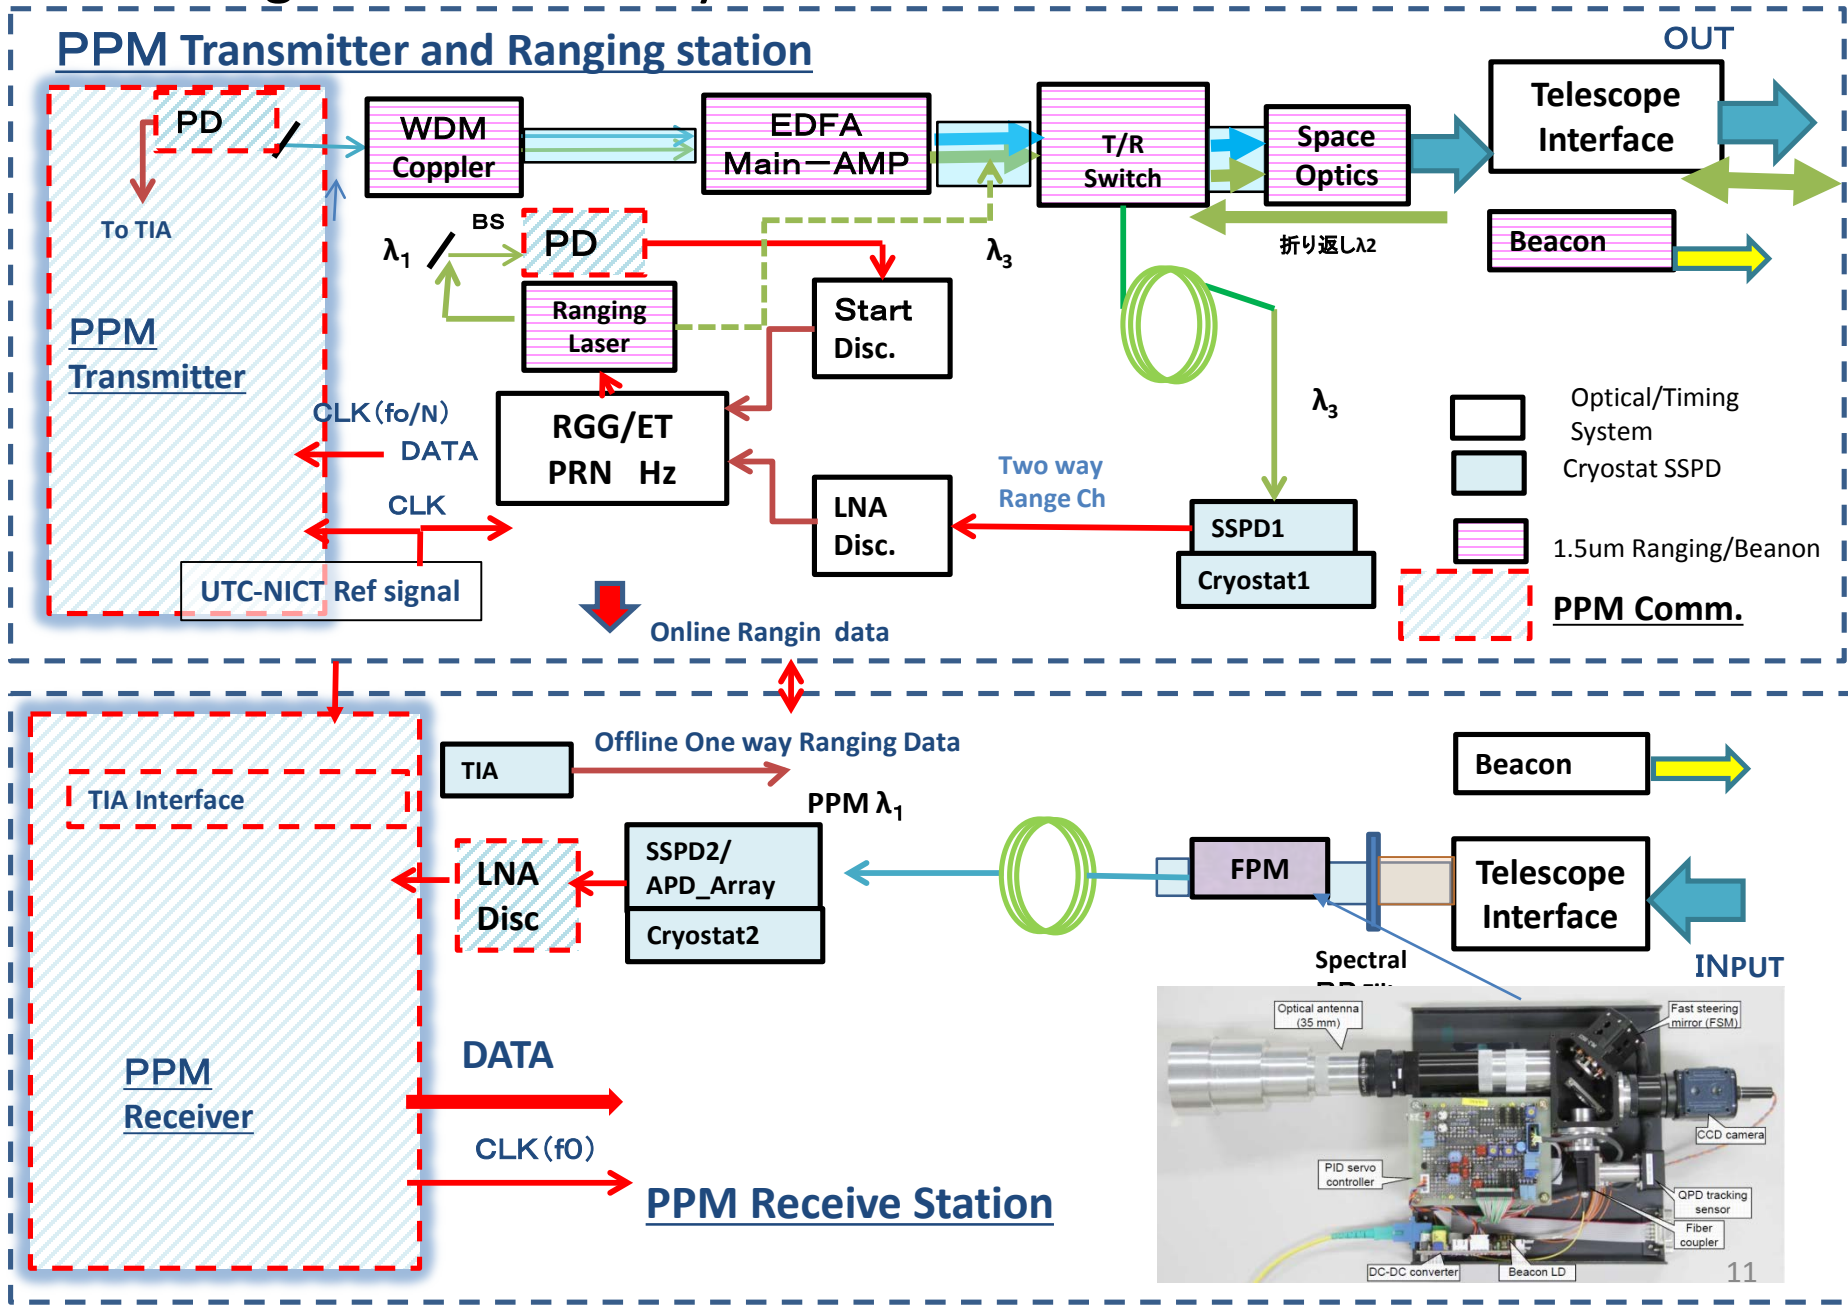 PPM Transmitter and Ranging station
OUT
PD
To TIA
WDM
Coppler
EDFA
Main－AMP
T/R
Switch
Space
Optics
Telescope
Interface
BS
λ1
PD
λ3
折り返しλ2
Beacon
Ranging
Laser
Start
Disc.
PPM
Transmitter
CLK(fo/N)
DATA
CLK
RGG/ET
PRN Hz
LNA
Disc.
Two way
Range Ch
λ3
SSPD1
Cryostat1
UTC-NICT Ref signal
Optical/Timing
System
Cryostat SSPD
1.5um Ranging/Beanon
PPM Comm.
Online Rangin data
TIA Interface
TIA
Offline One way Ranging Data
PPM λ1
LNA
Disc
SSPD2/
APD_Array
Cryostat2
FPM
Beacon
Telescope
Interface
INPUT
Spectral
PPM
Receiver
DATA
CLK(f0)
PPM Receive Station
Optical antenna
(35 mm)
Fast steering
mirror (FSM)
CCD camera
PID servo
controller
QPD tracking
sensor
Fiber
coupler
DC-DC converter
Beacon LD
11